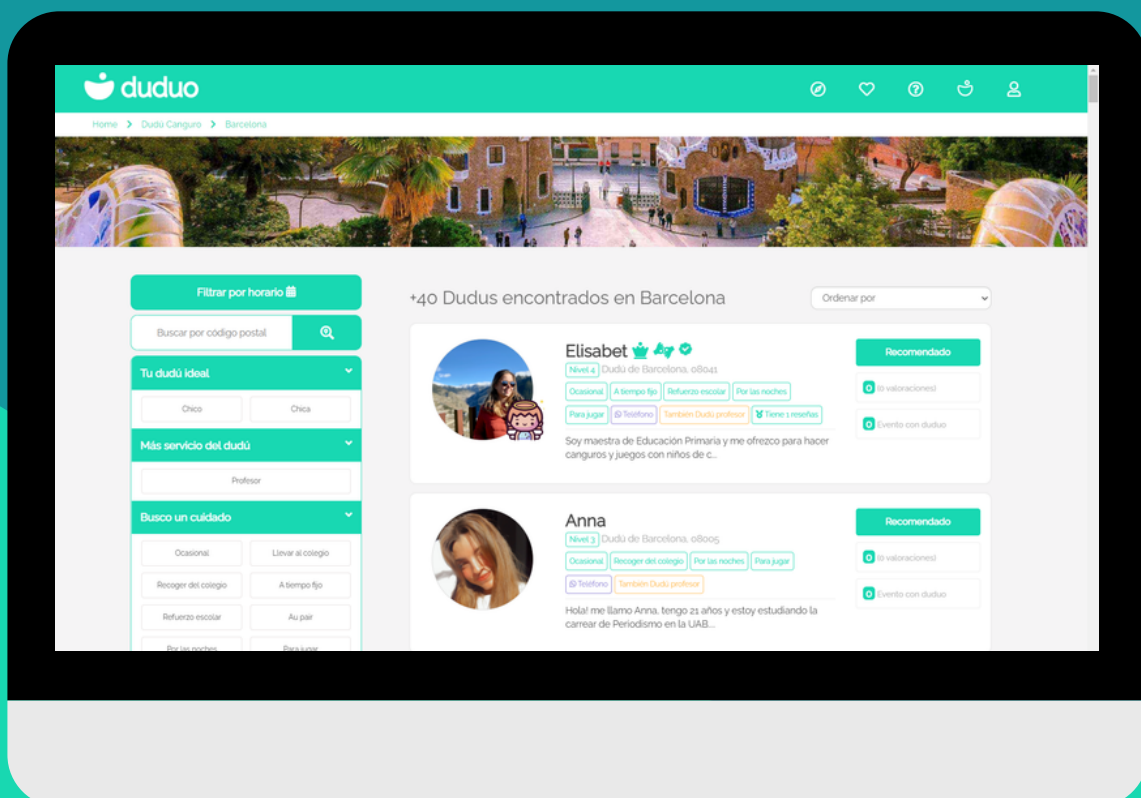 duduo
Home > Dudú Canguro > Barcelona
Filtrar por horario
Buscar por código postal
Tu dudú ideal
Chico Chica
Más servicio del dudú
Profesor
Busco un cuidado
Ocasional Llevar al colegio
Recoger del colegio A tiempo fijo
Refuerzo escolar Au pair
Por las noches Para jugar
+40 Dudus encontrados en Barcelona
Ordenar por
Elisabet
Nivel 4 Dudú de Barcelona, 08041
Ocasional A tiempo fijo Refuerzo escolar Por las noches
Para jugar Teléfono También Dudú profesor Tiene 1 reseñas
Soy maestra de Educación Primaria y me ofrezco para hacer
canguros y juegos con niños de c...
Recomendado
0 (0 valoraciones)
0 Evento con duduo
Anna
Nivel 3 Dudú de Barcelona, 08005
Ocasional Recoger del colegio Por las noches Para jugar
Teléfono También Dudú profesor
Hola! me llamo Anna, tengo 21 años y estoy estudiando la
carrear de Periodismo en la UAB...
Recomendado
0 (0 valoraciones)
0 Evento con duduo